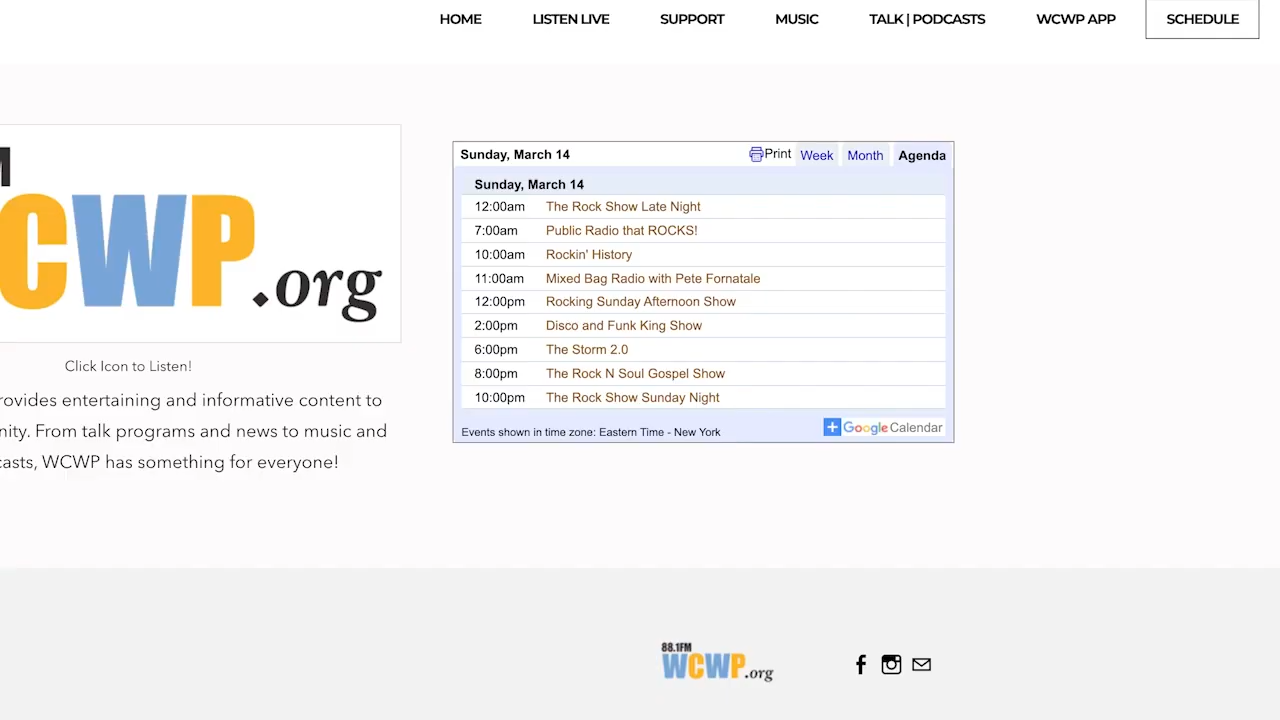 HOME LISTEN LIVE SUPPORT MUSIC TALK | PODCASTS WCWP APP SCHEDULE
CWP.org
Click Icon to Listen!
rovides entertaining and informative content to
nity. From talk programs and news to music and
casts, WCWP has something for everyone!
Sunday, March 14 Print Week Month Agenda
Sunday, March 14
12:00am The Rock Show Late Night
7:00am Public Radio that ROCKS!
10:00am Rockin' History
11:00am Mixed Bag Radio with Pete Fornatale
12:00pm Rocking Sunday Afternoon Show
2:00pm Disco and Funk King Show
6:00pm The Storm 2.0
8:00pm The Rock N Soul Gospel Show
10:00pm The Rock Show Sunday Night
Events shown in time zone: Eastern Time - New York
Google Calendar
88.1FM
WCWP.org